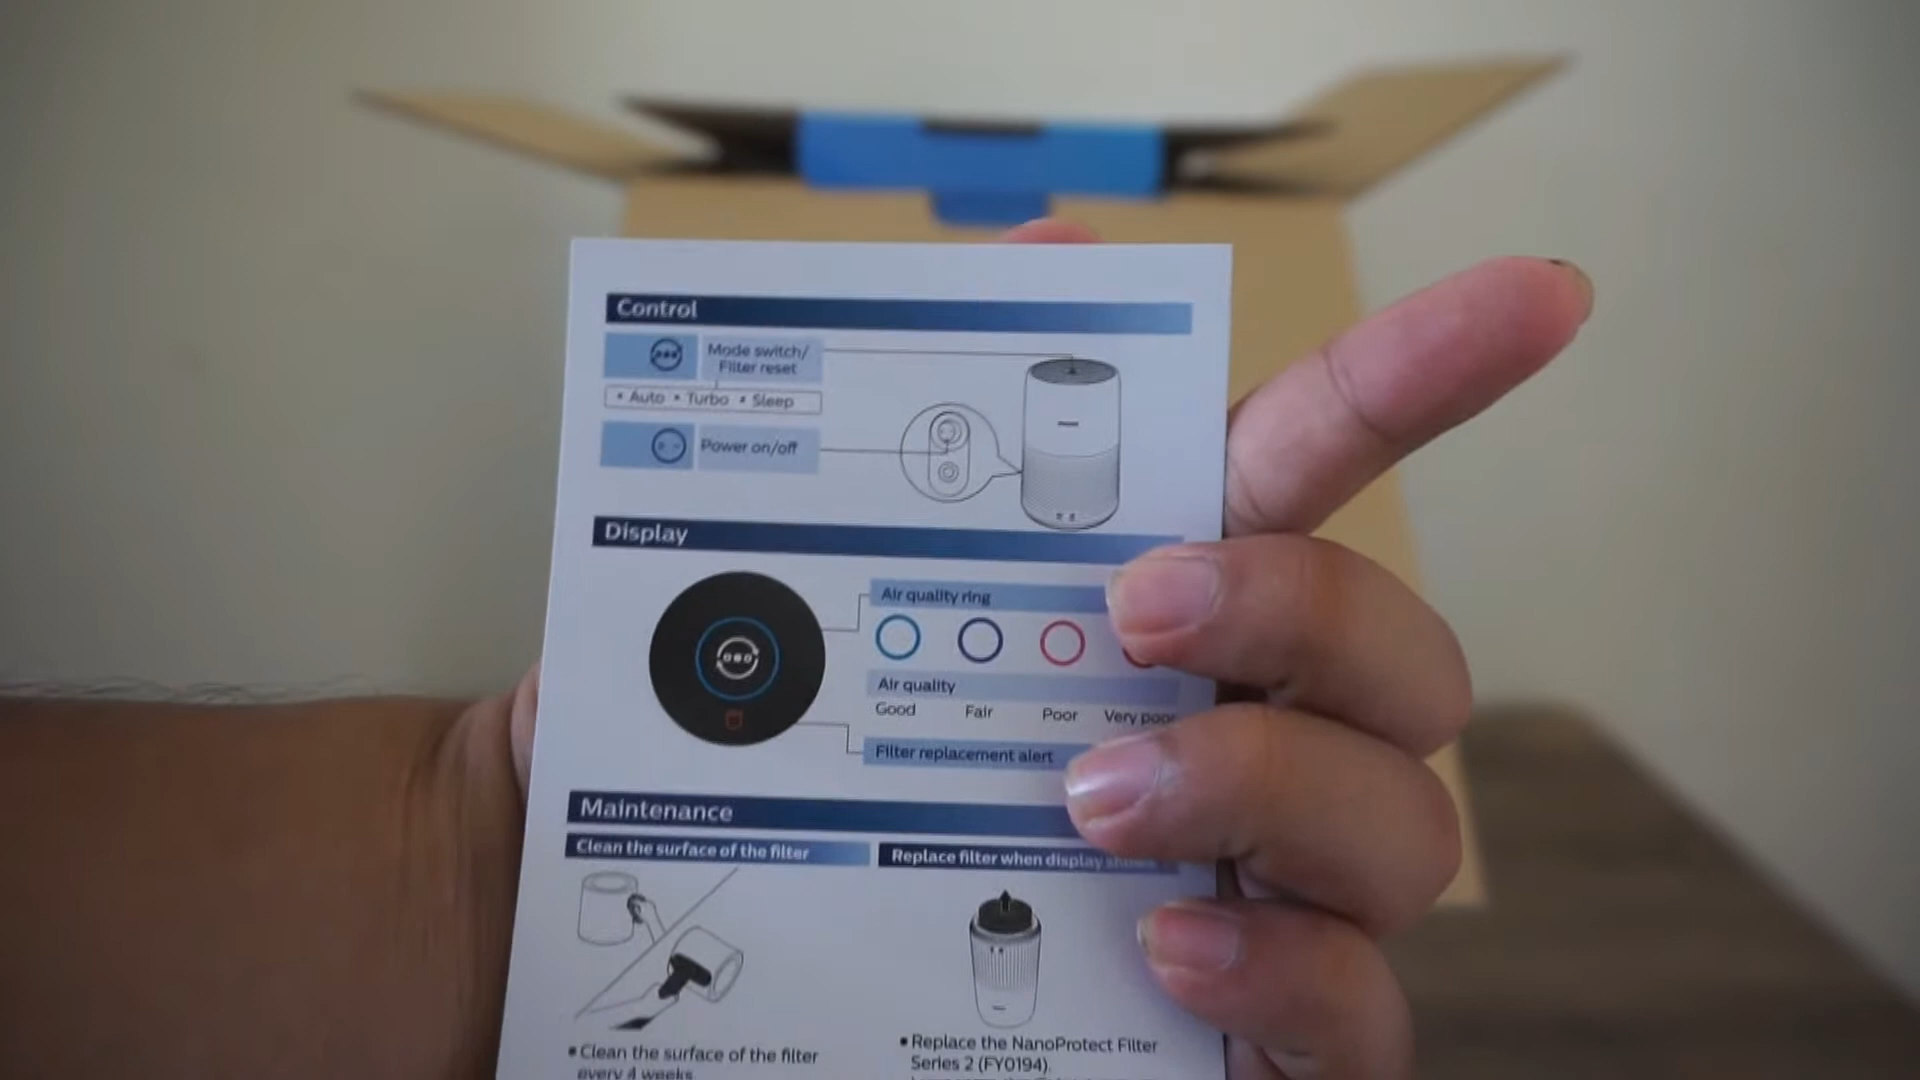 Control
Mode switch/
Filter reset
• Auto • Turbo • Sleep
Power on/off
Display
Air quality ring
Air quality
Good Fair Poor Very poor
Filter replacement alert
Maintenance
Clean the surface of the filter
Replace filter when display shows
• Clean the surface of the filter
every 4 weeks.
• Replace the NanoProtect Filter
Series 2 (FY0194).